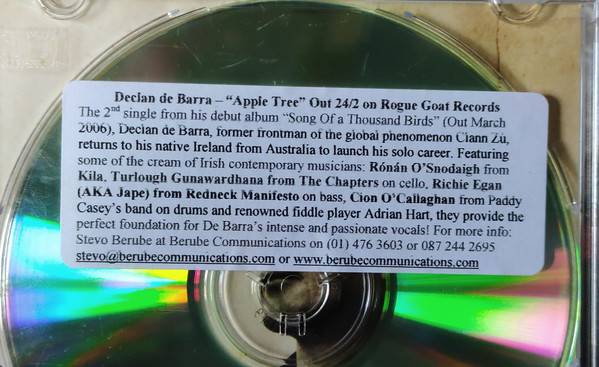 Declan de Barra – "Apple Tree" Out 24/2 on Rogue Goat Records
The 2nd single from his debut album "Song Of a Thousand Birds" (Out March
2006), Declan de Barra, former frontman of the global phenomenon Clann Zú,
returns to his native Ireland from Australia to launch his solo career. Featuring
some of the cream of Irish contemporary musicians: Rónán O'Snodaigh from
Kila, Turlough Gunawardhana from The Chapters on cello, Richie Egan
(AKA Jape) from Redneck Manifesto on bass, Cion O'Callaghan from Paddy
Casey's band on drums and renowned fiddle player Adrian Hart, they provide the
perfect foundation for De Barra's intense and passionate vocals! For more info:
Stevo Berube at Berube Communications on (01) 476 3603 or 087 244 2695
stevo@berubecommunications.com or www.berubecommunications.com